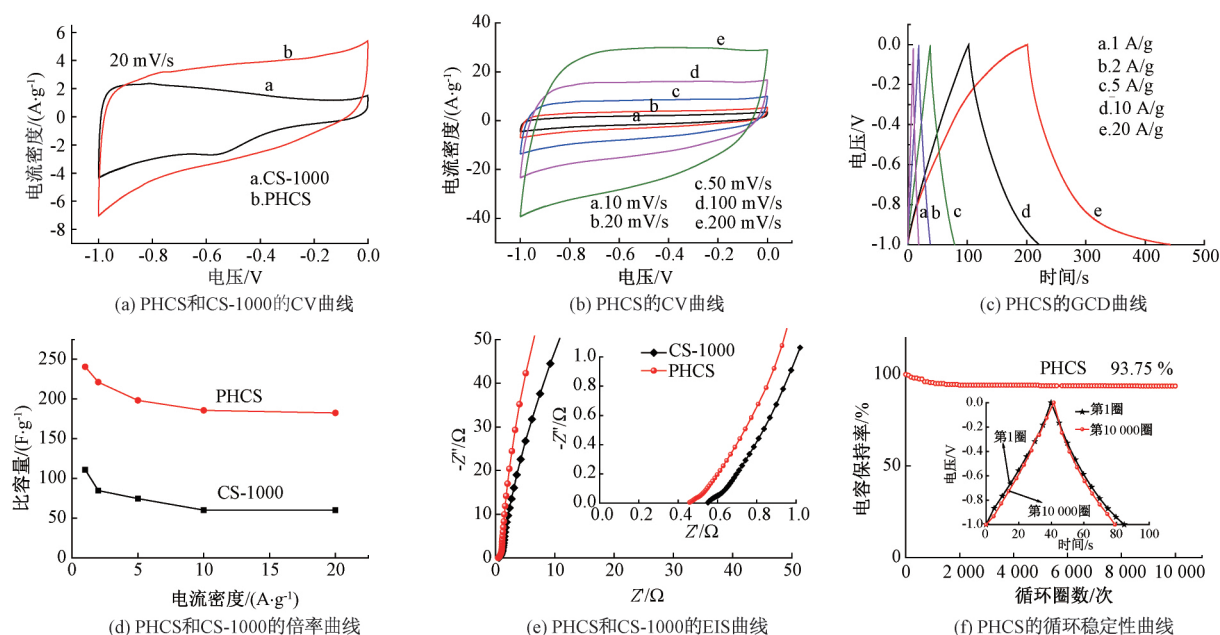 6
4
2
0
-2
-4
-6
-8
电流密度/(A·g⁻¹)
20 mV/s
b
a
a.CS-1000
b.PHCS
-1.0 -0.8 -0.6 -0.4 -0.2 0.0
电压/V
(a) PHCS和CS-1000的CV曲线
40
20
0
-20
-40
电流密度/(A·g⁻¹)
e
d
c
b
a
c.50 mV/s
a.10 mV/s d.100 mV/s
b.20 mV/s e.200 mV/s
-1.0 -0.8 -0.6 -0.4 -0.2 0.0
电压/V
(b) PHCS的CV曲线
0.0
-0.2
-0.4
-0.6
-0.8
-1.0
电压/V
a.1 A/g
b.2 A/g
c.5 A/g
d.10 A/g
e.20 A/g
a b c d e
0 100 200 300 400 500
时间/s
(c) PHCS的GCD曲线
250
200
150
100
50
0
比容量/(F·g⁻¹)
PHCS
CS-1000
0 5 10 15 20
电流密度/(A·g⁻¹)
(d) PHCS和CS-1000的倍率曲线
50
40
30
20
10
0
-Z″/Ω
CS-1000
PHCS
1.0
0.8
0.6
0.4
0.2
0.0
-Z″/Ω
0.0 0.2 0.4 0.6 0.8 1.0
Z′/Ω
0 10 20 30 40 50
Z′/Ω
(e) PHCS和CS-1000的EIS曲线
100
50
0
电容保持率/%
PHCS 93.75 %
0.0
-0.2
-0.4
-0.6
-0.8
-1.0
电压/V
第1圈
第10 000圈
第1圈
第10 000圈
0 20 40 60 80 100
时间/s
0 2 000 4 000 6 000 8 000 10 000
循环圈数/次
(f) PHCS的循环稳定性曲线